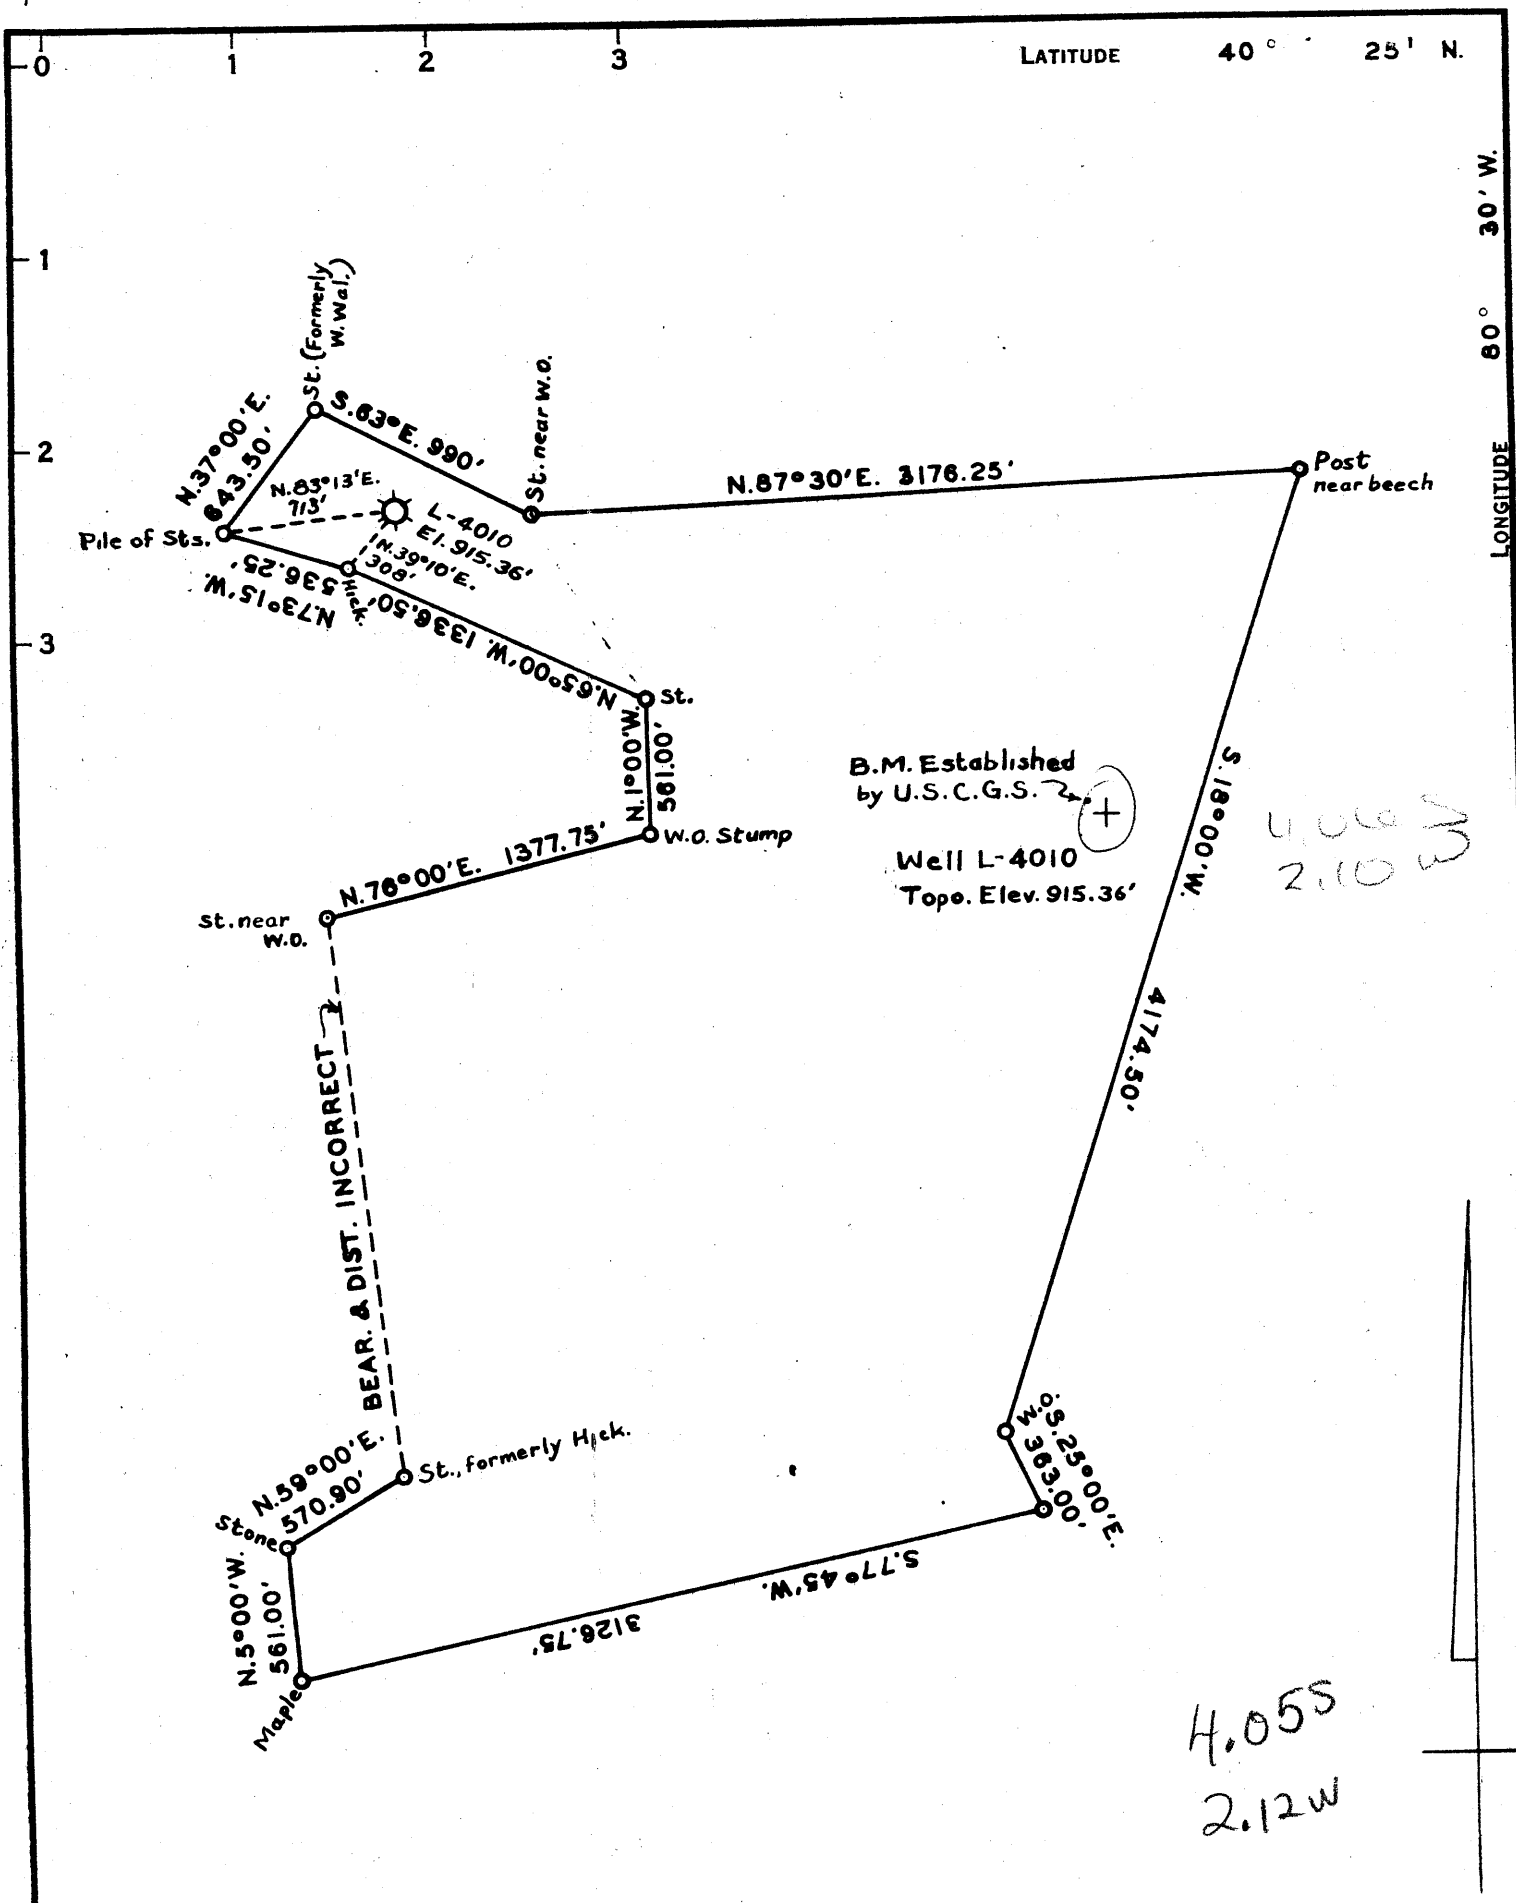 0 1 2 3 LATITUDE 40° 25' N.
1
2
3
80° 30' W.
LONGITUDE
St. (Formerly
W. Wal.)
N.37°00'E.
643.50'
S.63°E. 990'
St. near W.O.
N.87°30'E. 3176.25'
Post
near beech
N.83°13'E.
713'
L-4010
El. 915.36'
Pile of Sts.
N.39°10'E.
308'
Hick.
N.73°15'W.
536.25'
N.65°00'W. 1336.50'
St.
N.1°00'W.
561.00'
B.M. Established
by U.S.C.G.S.
Well L-4010
Topo. Elev. 915.36'
S.18°00'W.
4174.50'
2.10 W
N.76°00'E. 1377.75'
W.O. Stump
St. near
W.O.
BEAR. & DIST. INCORRECT
W.O.
S.25°00'E.
363.00'
N.59°00'E.
570.90'
St., formerly Hick.
Stone
N.5°00'W.
561.00'
S.77°45'W.
3126.75'
Maple
4.05S
2.12W